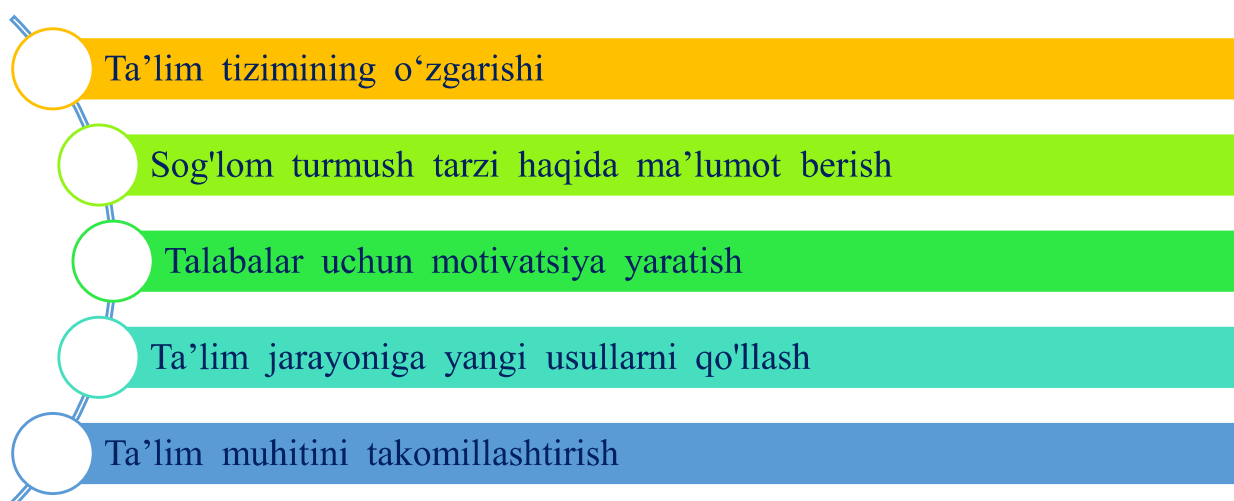 Ta’lim tizimining o‘zgarishi
Sog'lom turmush tarzi haqida ma’lumot berish
Talabalar uchun motivatsiya yaratish
Ta’lim jarayoniga yangi usullarni qo'llash
Ta’lim muhitini takomillashtirish